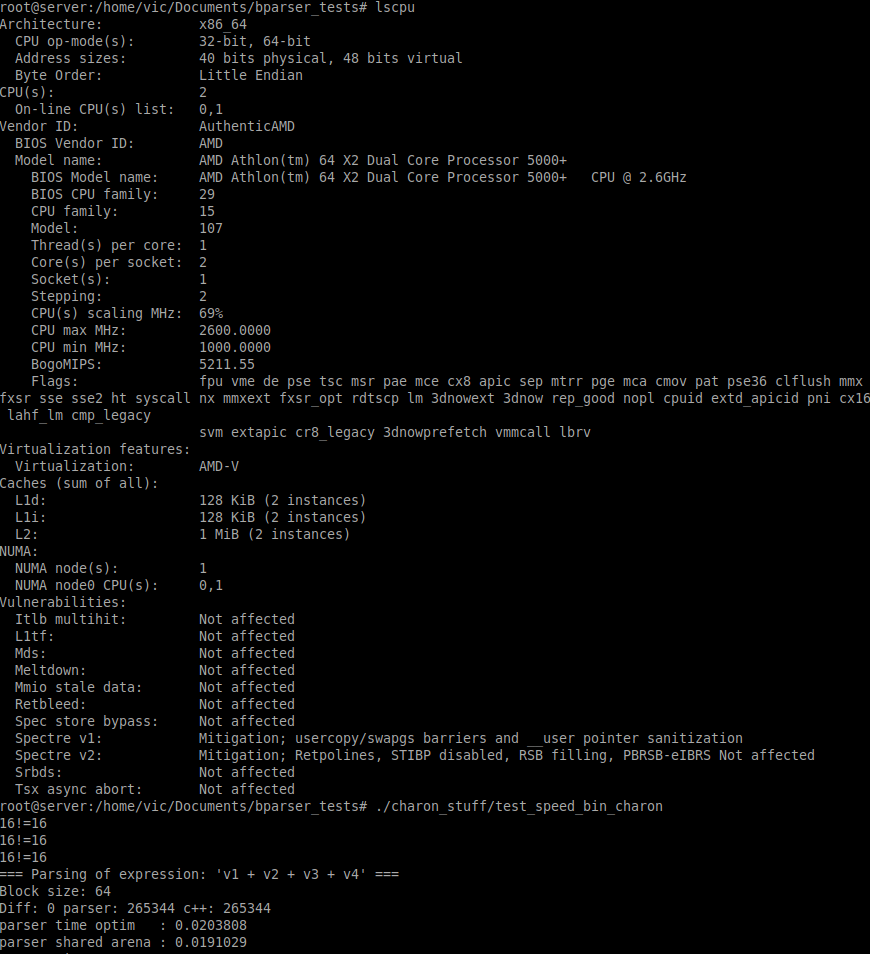 root@server:/home/vic/Documents/bparser_tests# lscpu
Architecture:            x86_64
  CPU op-mode(s):        32-bit, 64-bit
  Address sizes:         40 bits physical, 48 bits virtual
  Byte Order:            Little Endian
CPU(s):                  2
  On-line CPU(s) list:   0,1
Vendor ID:               AuthenticAMD
  BIOS Vendor ID:        AMD
  Model name:            AMD Athlon(tm) 64 X2 Dual Core Processor 5000+
    BIOS Model name:     AMD Athlon(tm) 64 X2 Dual Core Processor 5000+   CPU @ 2.6GHz
    BIOS CPU family:     29
    CPU family:          15
    Model:               107
    Thread(s) per core:  1
    Core(s) per socket:  2
    Socket(s):           1
    Stepping:            2
    CPU(s) scaling MHz:  69%
    CPU max MHz:         2600.0000
    CPU min MHz:         1000.0000
    BogoMIPS:            5211.55
    Flags:               fpu vme de pse tsc msr pae mce cx8 apic sep mtrr pge mca cmov pat pse36 clflush mmx
fxsr sse sse2 ht syscall nx mmxext fxsr_opt rdtscp lm 3dnowext 3dnow rep_good nopl cpuid extd_apicid pni cx16
 lahf_lm cmp_legacy
                         svm extapic cr8_legacy 3dnowprefetch vmmcall lbrv
Virtualization features:
  Virtualization:        AMD-V
Caches (sum of all):
  L1d:                   128 KiB (2 instances)
  L1i:                   128 KiB (2 instances)
  L2:                    1 MiB (2 instances)
NUMA:
  NUMA node(s):          1
  NUMA node0 CPU(s):     0,1
Vulnerabilities:
  Itlb multihit:         Not affected
  L1tf:                  Not affected
  Mds:                   Not affected
  Meltdown:              Not affected
  Mmio stale data:       Not affected
  Retbleed:              Not affected
  Spec store bypass:     Not affected
  Spectre v1:            Mitigation; usercopy/swapgs barriers and __user pointer sanitization
  Spectre v2:            Mitigation; Retpolines, STIBP disabled, RSB filling, PBRSB-eIBRS Not affected
  Srbds:                 Not affected
  Tsx async abort:       Not affected
root@server:/home/vic/Documents/bparser_tests# ./charon_stuff/test_speed_bin_charon
16!=16
16!=16
16!=16
=== Parsing of expression: 'v1 + v2 + v3 + v4' ===
Block size: 64
Diff: 0 parser: 265344 c++: 265344
parser time optim   : 0.0203808
parser shared arena : 0.0191029